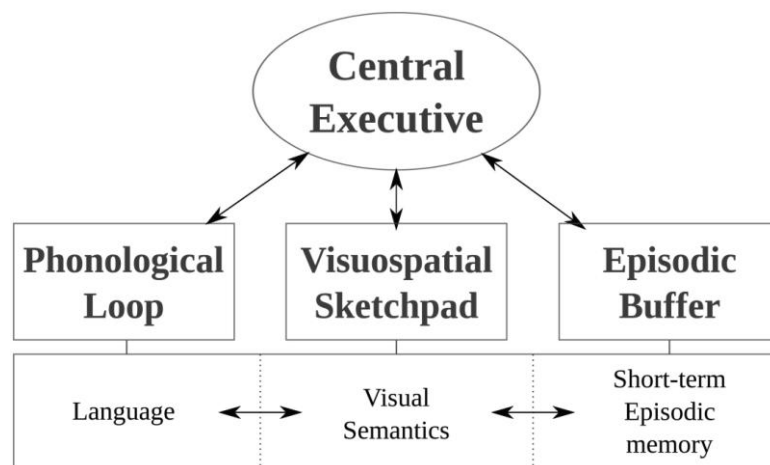 Central
Executive
Phonological
Loop
Visuospatial
Sketchpad
Episodic
Buffer
Language
Visual
Semantics
Short-term
Episodic
memory